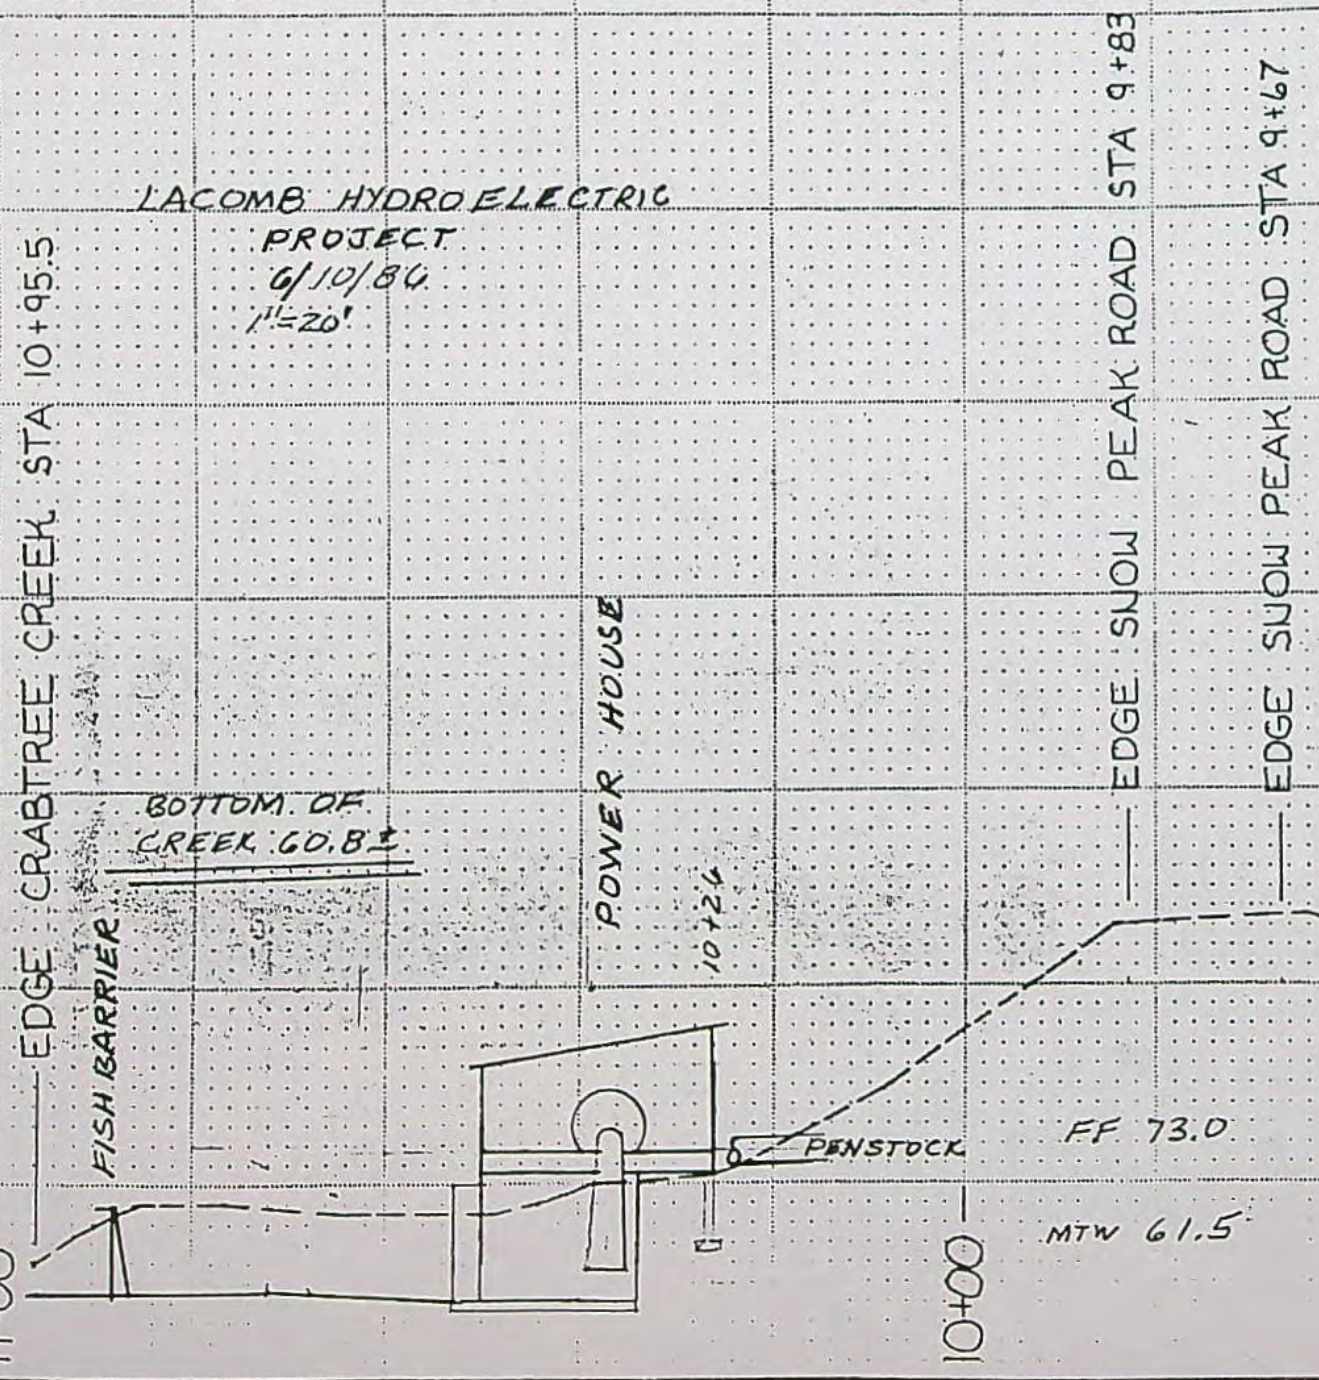 LACOMB HYDROELECTRIC
PROJECT
6/10/86
1"=20'
EDGE CRABTREE CREEK STA 10+95.5
FISH BARRIER
BOTTOM OF
CREEK 60.8±
POWER HOUSE
10+26
EDGE SNOW PEAK ROAD STA 9+83
EDGE SNOW PEAK ROAD STA 9+67
PENSTOCK
FF 73.0
MTW 61.5
10+00